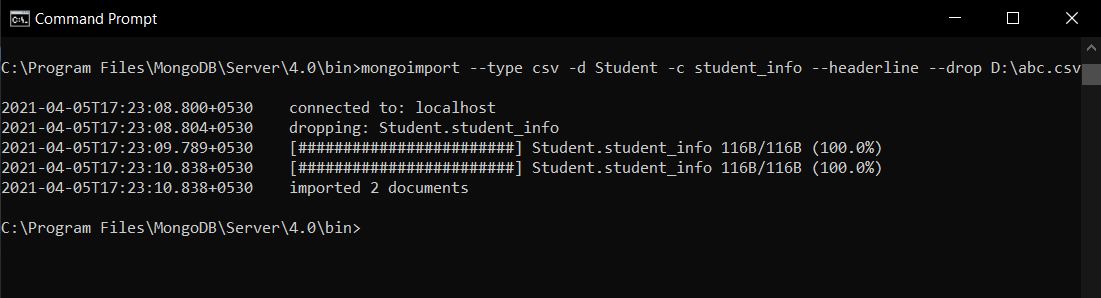 Command Prompt
C:\Program Files\MongoDB\Server\4.0\bin>mongoimport --type csv -d Student -c student_info --headerline --drop D:\abc.csv
2021-04-05T17:23:08.800+0530    connected to: localhost
2021-04-05T17:23:08.804+0530    dropping: Student.student_info
2021-04-05T17:23:09.789+0530    [########################] Student.student_info 116B/116B (100.0%)
2021-04-05T17:23:10.838+0530    [########################] Student.student_info 116B/116B (100.0%)
2021-04-05T17:23:10.838+0530    imported 2 documents
C:\Program Files\MongoDB\Server\4.0\bin>